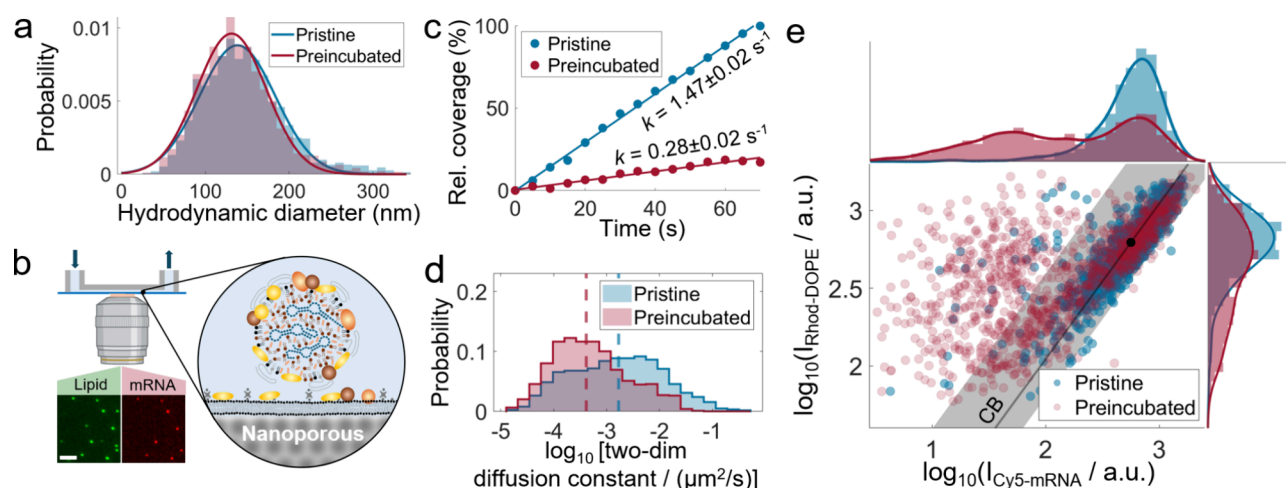 a
Probability
0.01
0.005
0
Pristine
Preincubated
0 100 200 300
Hydrodynamic diameter (nm)
b
Lipid mRNA
Nanoporous
c
Rel. coverage (%)
100
50
0
Pristine
Preincubated
k = 1.47±0.02 s⁻¹
k = 0.28±0.02 s⁻¹
0 20 40 60
Time (s)
d
Probability
0.2
0.1
0
Pristine
Preincubated
-5 -4 -3 -2 -1
log₁₀ [two-dim
diffusion constant / (μm²/s)]
e
log₁₀(I_Rhod-DOPE / a.u.)
3
2.5
2
CB
Pristine
Preincubated
1 2 3
log₁₀(I_Cy5-mRNA / a.u.)